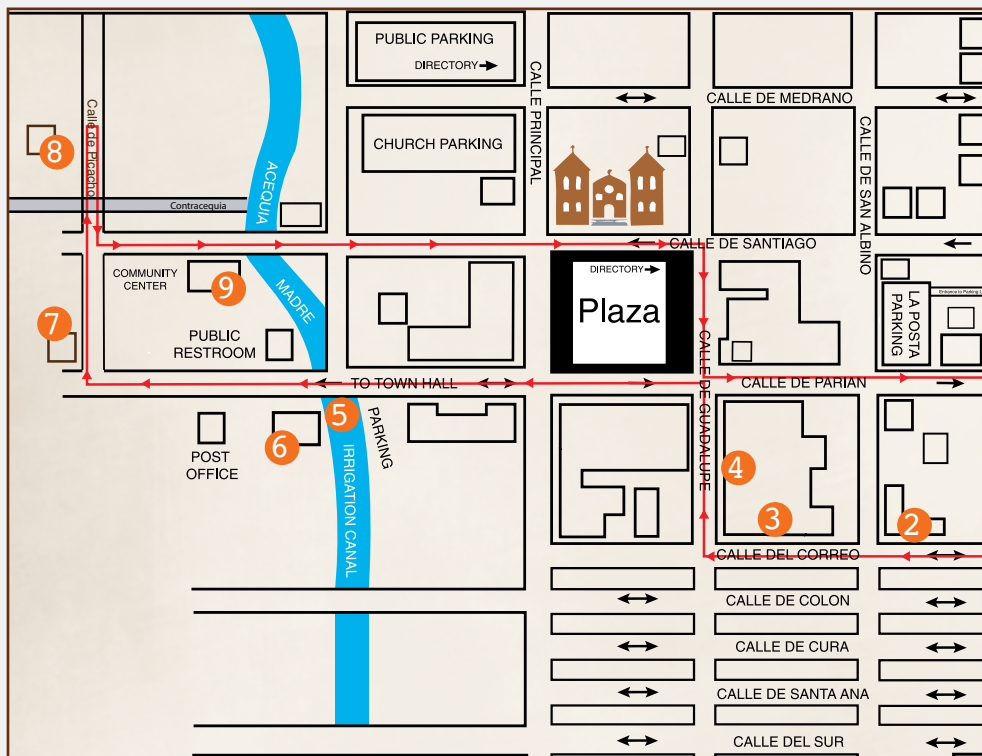 PUBLIC PARKING
DIRECTORY
CALLE PRINCIPAL
CALLE DE MEDRANO
Calle de Picacho
8
CHURCH PARKING
CALLE DE SAN ALBINO
ACEQUIA
Contracequia
CALLE DE SANTIAGO
COMMUNITY
CENTER
9
MADRE
DIRECTORY
Plaza
LA POSTA
PARKING
7
PUBLIC
RESTROOM
CALLE DE GUADALUPE
TO TOWN HALL
CALLE DE PARIAN
5
PARKING
6
POST
OFFICE
IRRIGATION CANAL
4
3
2
CALLE DEL CORREO
CALLE DE COLON
CALLE DE CURA
CALLE DE SANTA ANA
CALLE DEL SUR